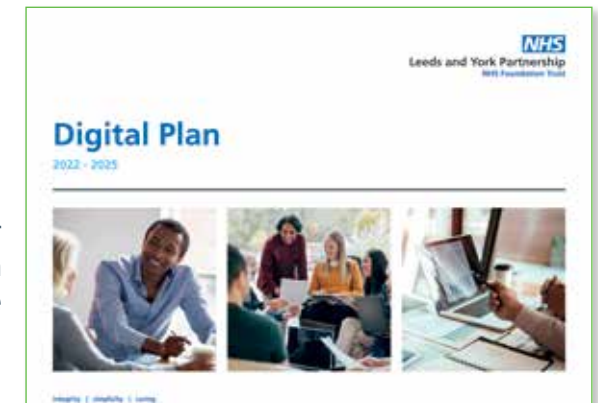 NHS
Leeds and York Partnership
NHS Foundation Trust
Digital Plan
2022 - 2025
integrity | simplicity | caring